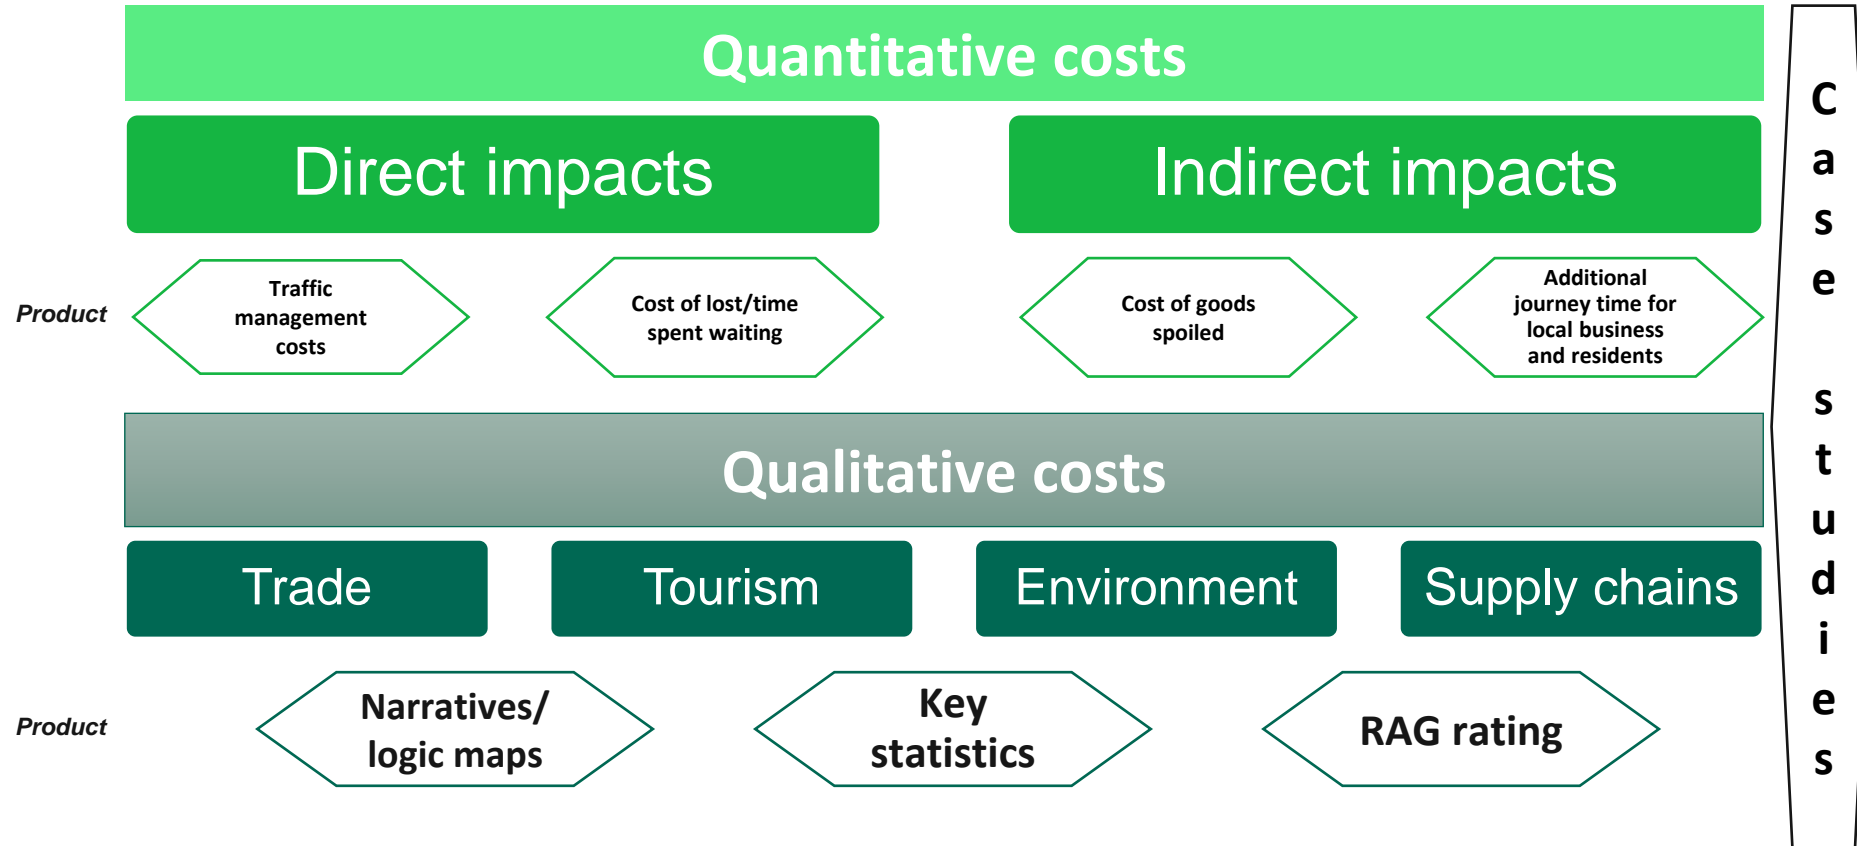 Quantitative costs
Direct impacts
Indirect impacts
Product
Traffic
management
costs
Cost of lost/time
spent waiting
Cost of goods
spoiled
Additional
journey time for
local business
and residents
Qualitative costs
Trade
Tourism
Environment
Supply chains
Product
Narratives/
logic maps
Key
statistics
RAG rating
Case studies